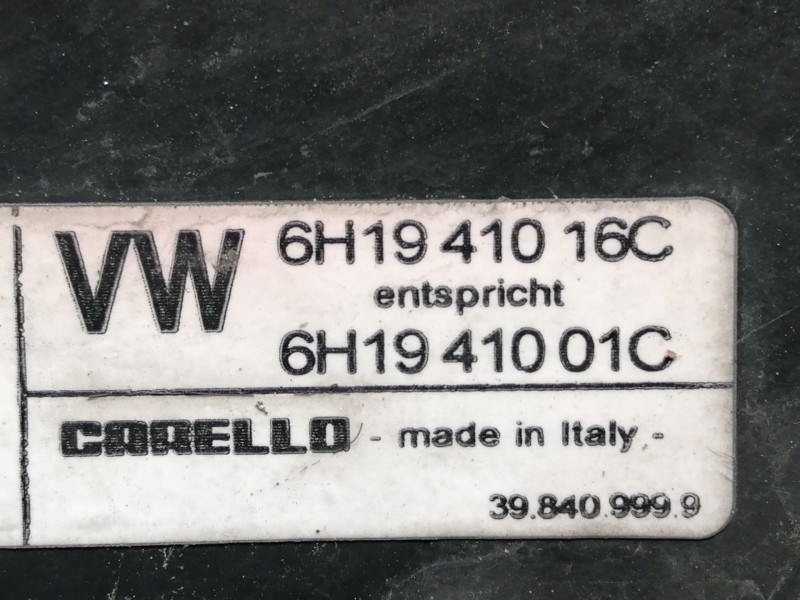 VW
6H19 410 16C
entspricht
6H19 410 01C
CARELLO - made in Italy -
39.840.999.9